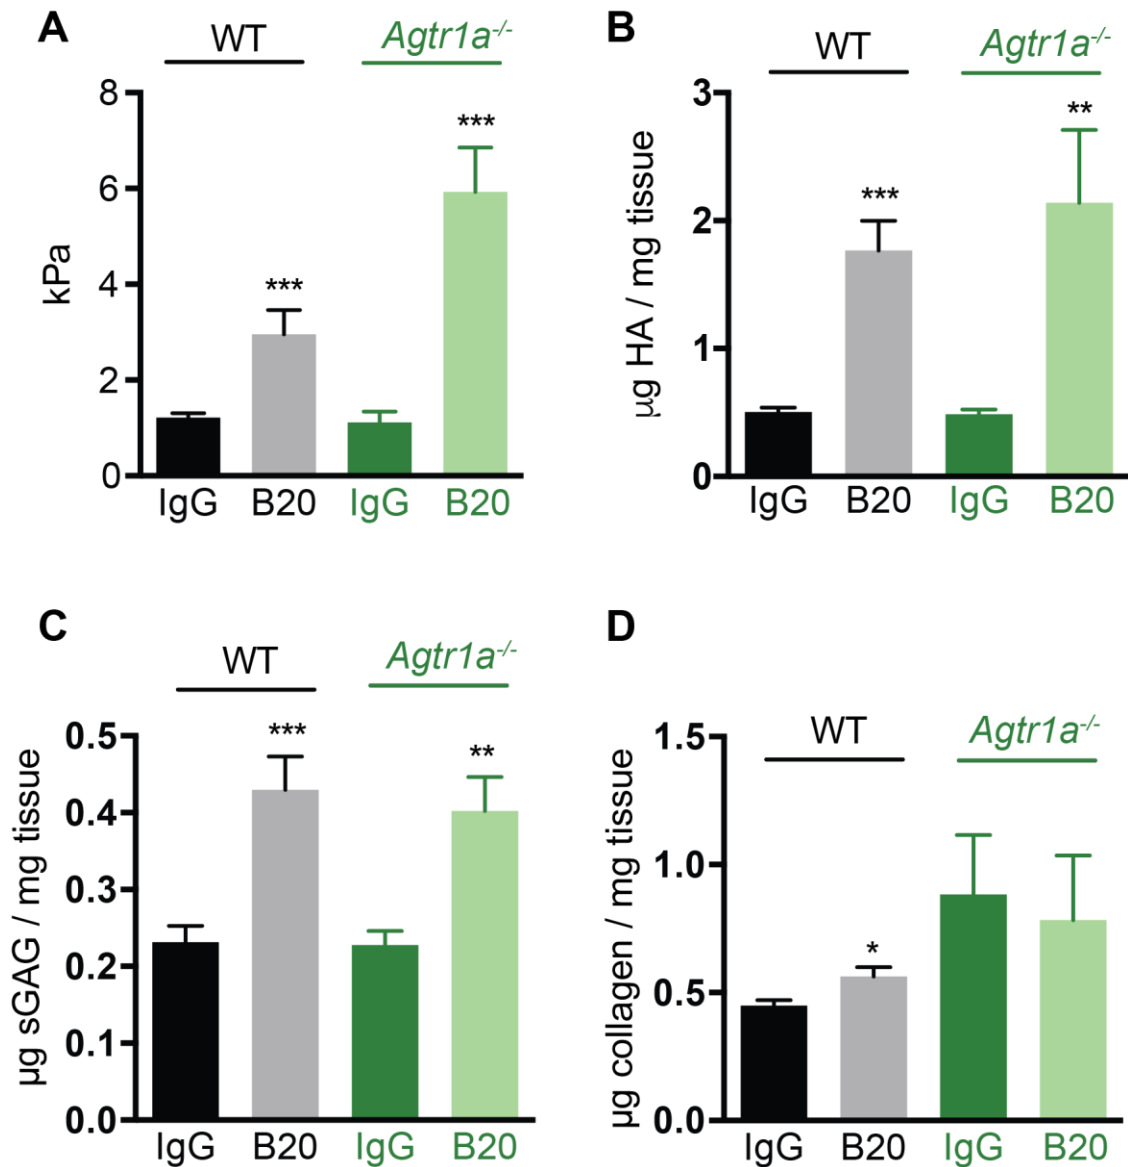 A
WT
Agtr1a-/-
8
6
4
2
0
kPa
***
***
IgG B20 IgG B20
B
WT
Agtr1a-/-
3
2
1
0
µg HA / mg tissue
***
**
IgG B20 IgG B20
C
WT
Agtr1a-/-
0.5
0.4
0.3
0.2
0.1
0.0
µg sGAG / mg tissue
***
**
IgG B20 IgG B20
D
WT
Agtr1a-/-
1.5
1.0
0.5
0.0
µg collagen / mg tissue
*
IgG B20 IgG B20